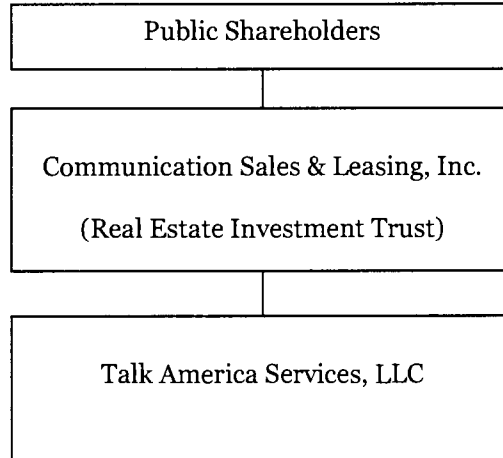 Public Shareholders
Communication Sales & Leasing, Inc.
(Real Estate Investment Trust)
Talk America Services, LLC